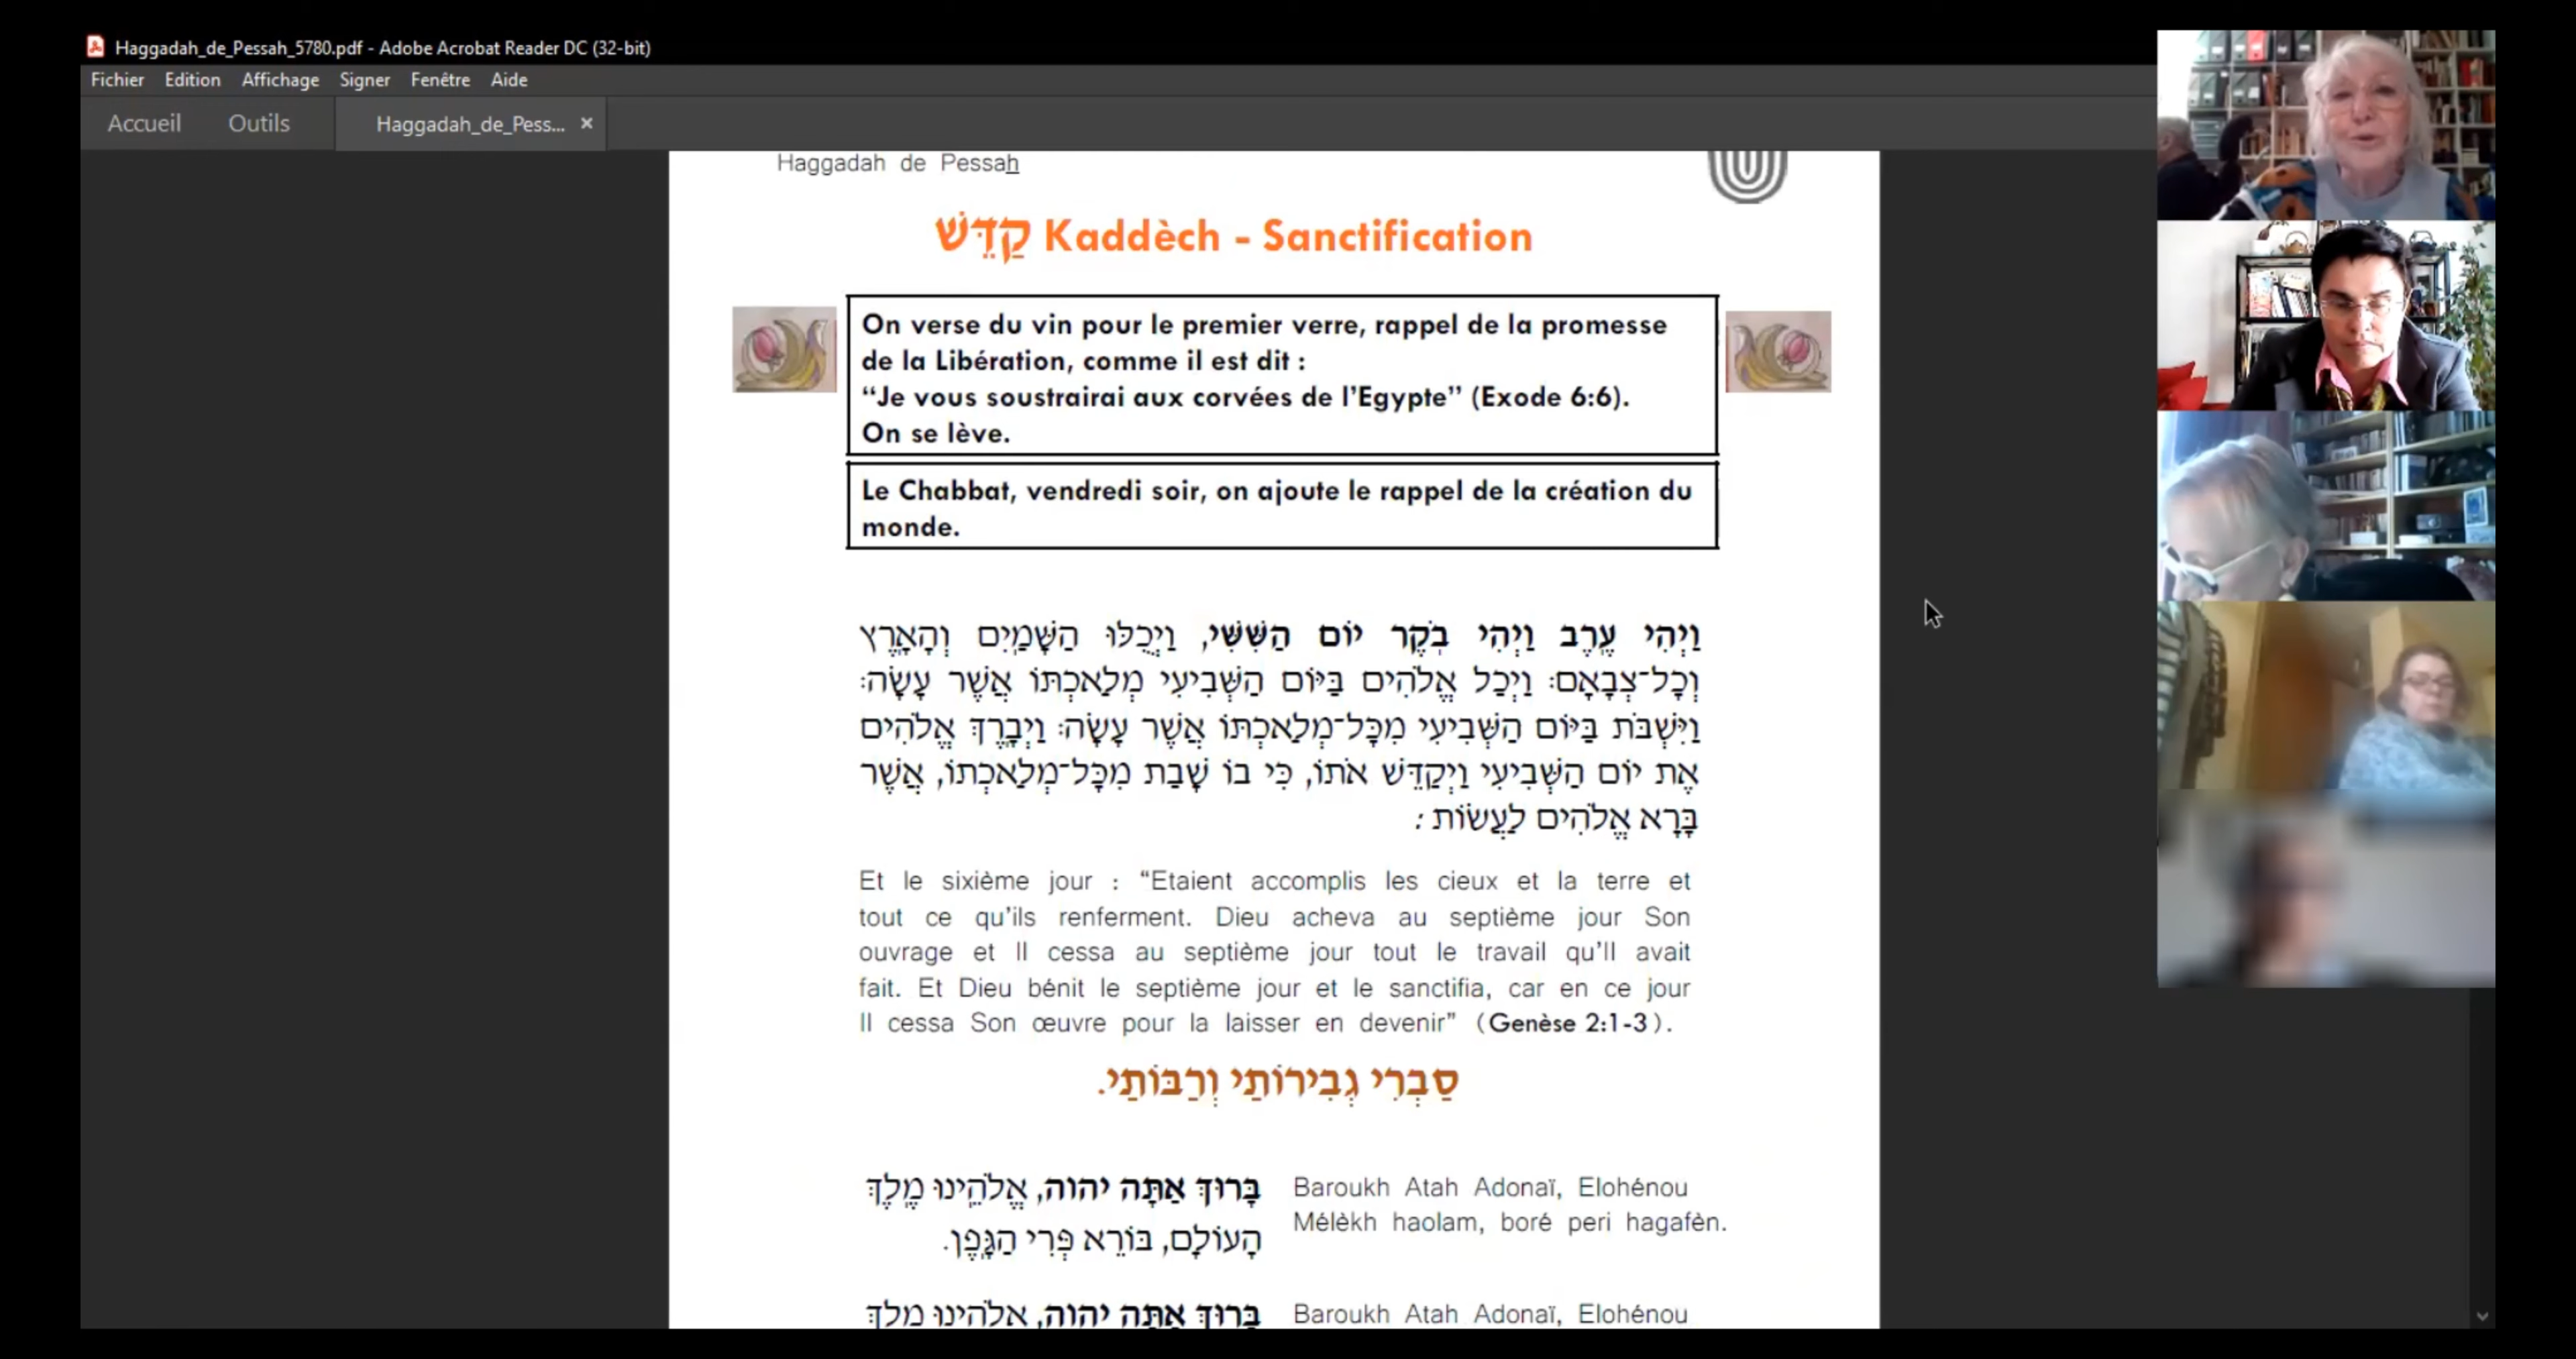 Haggadah_de_Pessah_5780.pdf - Adobe Acrobat Reader DC (32-bit)
Fichier Edition Affichage Signer Fenêtre Aide
Accueil Outils Haggadah_de_Pess... ×
Haggadah de Pessah
קַדֵּשׁ Kaddèch - Sanctification
On verse du vin pour le premier verre, rappel de la promesse
de la Libération, comme il est dit :
“Je vous soustrairai aux corvées de l’Egypte” (Exode 6:6).
On se lève.
Le Chabbat, vendredi soir, on ajoute le rappel de la création du
monde.
וַיְהִי עֶרֶב וַיְהִי בֹקֶר יוֹם הַשִּׁשִּׁי, וַיְכֻלּוּ הַשָּׁמַיִם וְהָאָרֶץ
וְכָל־צְבָאָם: וַיְכַל אֱלֹהִים בַּיּוֹם הַשְּׁבִיעִי מְלַאכְתּוֹ אֲשֶׁר עָשָׂה:
וַיִּשְׁבֹּת בַּיּוֹם הַשְּׁבִיעִי מִכָּל־מְלַאכְתּוֹ אֲשֶׁר עָשָׂה: וַיְבָרֶךְ אֱלֹהִים
אֶת יוֹם הַשְּׁבִיעִי וַיְקַדֵּשׁ אֹתוֹ, כִּי בוֹ שָׁבַת מִכָּל־מְלַאכְתוֹ, אֲשֶׁר
בָּרָא אֱלֹהִים לַעֲשׂוֹת :
Et le sixième jour : “Etaient accomplis les cieux et la terre et
tout ce qu’ils renferment. Dieu acheva au septième jour Son
ouvrage et Il cessa au septième jour tout le travail qu’Il avait
fait. Et Dieu bénit le septième jour et le sanctifia, car en ce jour
Il cessa Son œuvre pour la laisser en devenir” (Genèse 2:1-3).
סַבְרִי גְבִירוֹתַי וְרַבּוֹתַי.
בָּרוּךְ אַתָּה יהוה, אֱלֹהֵינוּ מֶלֶךְ
הָעוֹלָם, בּוֹרֵא פְּרִי הַגָּפֶן.
Baroukh Atah Adonaï, Elohénou
Mélèkh haolam, boré peri hagafèn.
בָּרוּךְ אַתָּה יהוה, אלהינו מלך
Baroukh Atah Adonaï, Elohénou